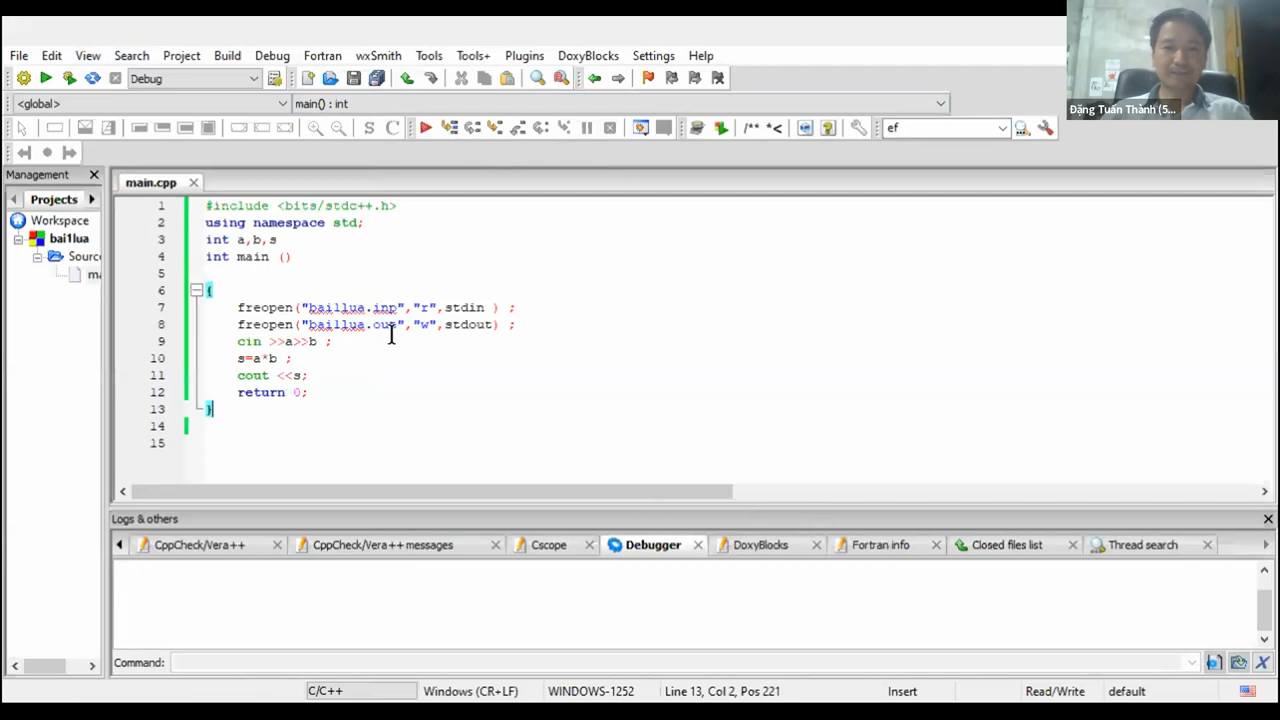 File Edit View Search Project Build Debug Fortran wxSmith Tools Tools+ Plugins DoxyBlocks Settings Help
Debug
<global> main() : int
/** *< ef
Management
Projects
Workspace
bai1lua
Sourc
ma
main.cpp
1 #include <bits/stdc++.h>
2 using namespace std;
3 int a,b,s
4 int main ()
5
6 {
7 freopen("bai1lua.inp","r",stdin ) ;
8 freopen("bai1lua.out","w",stdout) ;
9 cin >>a>>b ;
10 s=a*b ;
11 cout <<s;
12 return 0;
13 }
14
15
Logs & others
CppCheck/Vera++ CppCheck/Vera++ messages Cscope Debugger DoxyBlocks Fortran info Closed files list Thread search
Command:
C/C++ Windows (CR+LF) WINDOWS-1252 Line 13, Col 2, Pos 221 Insert Read/Write default
Đặng Tuấn Thành (5...